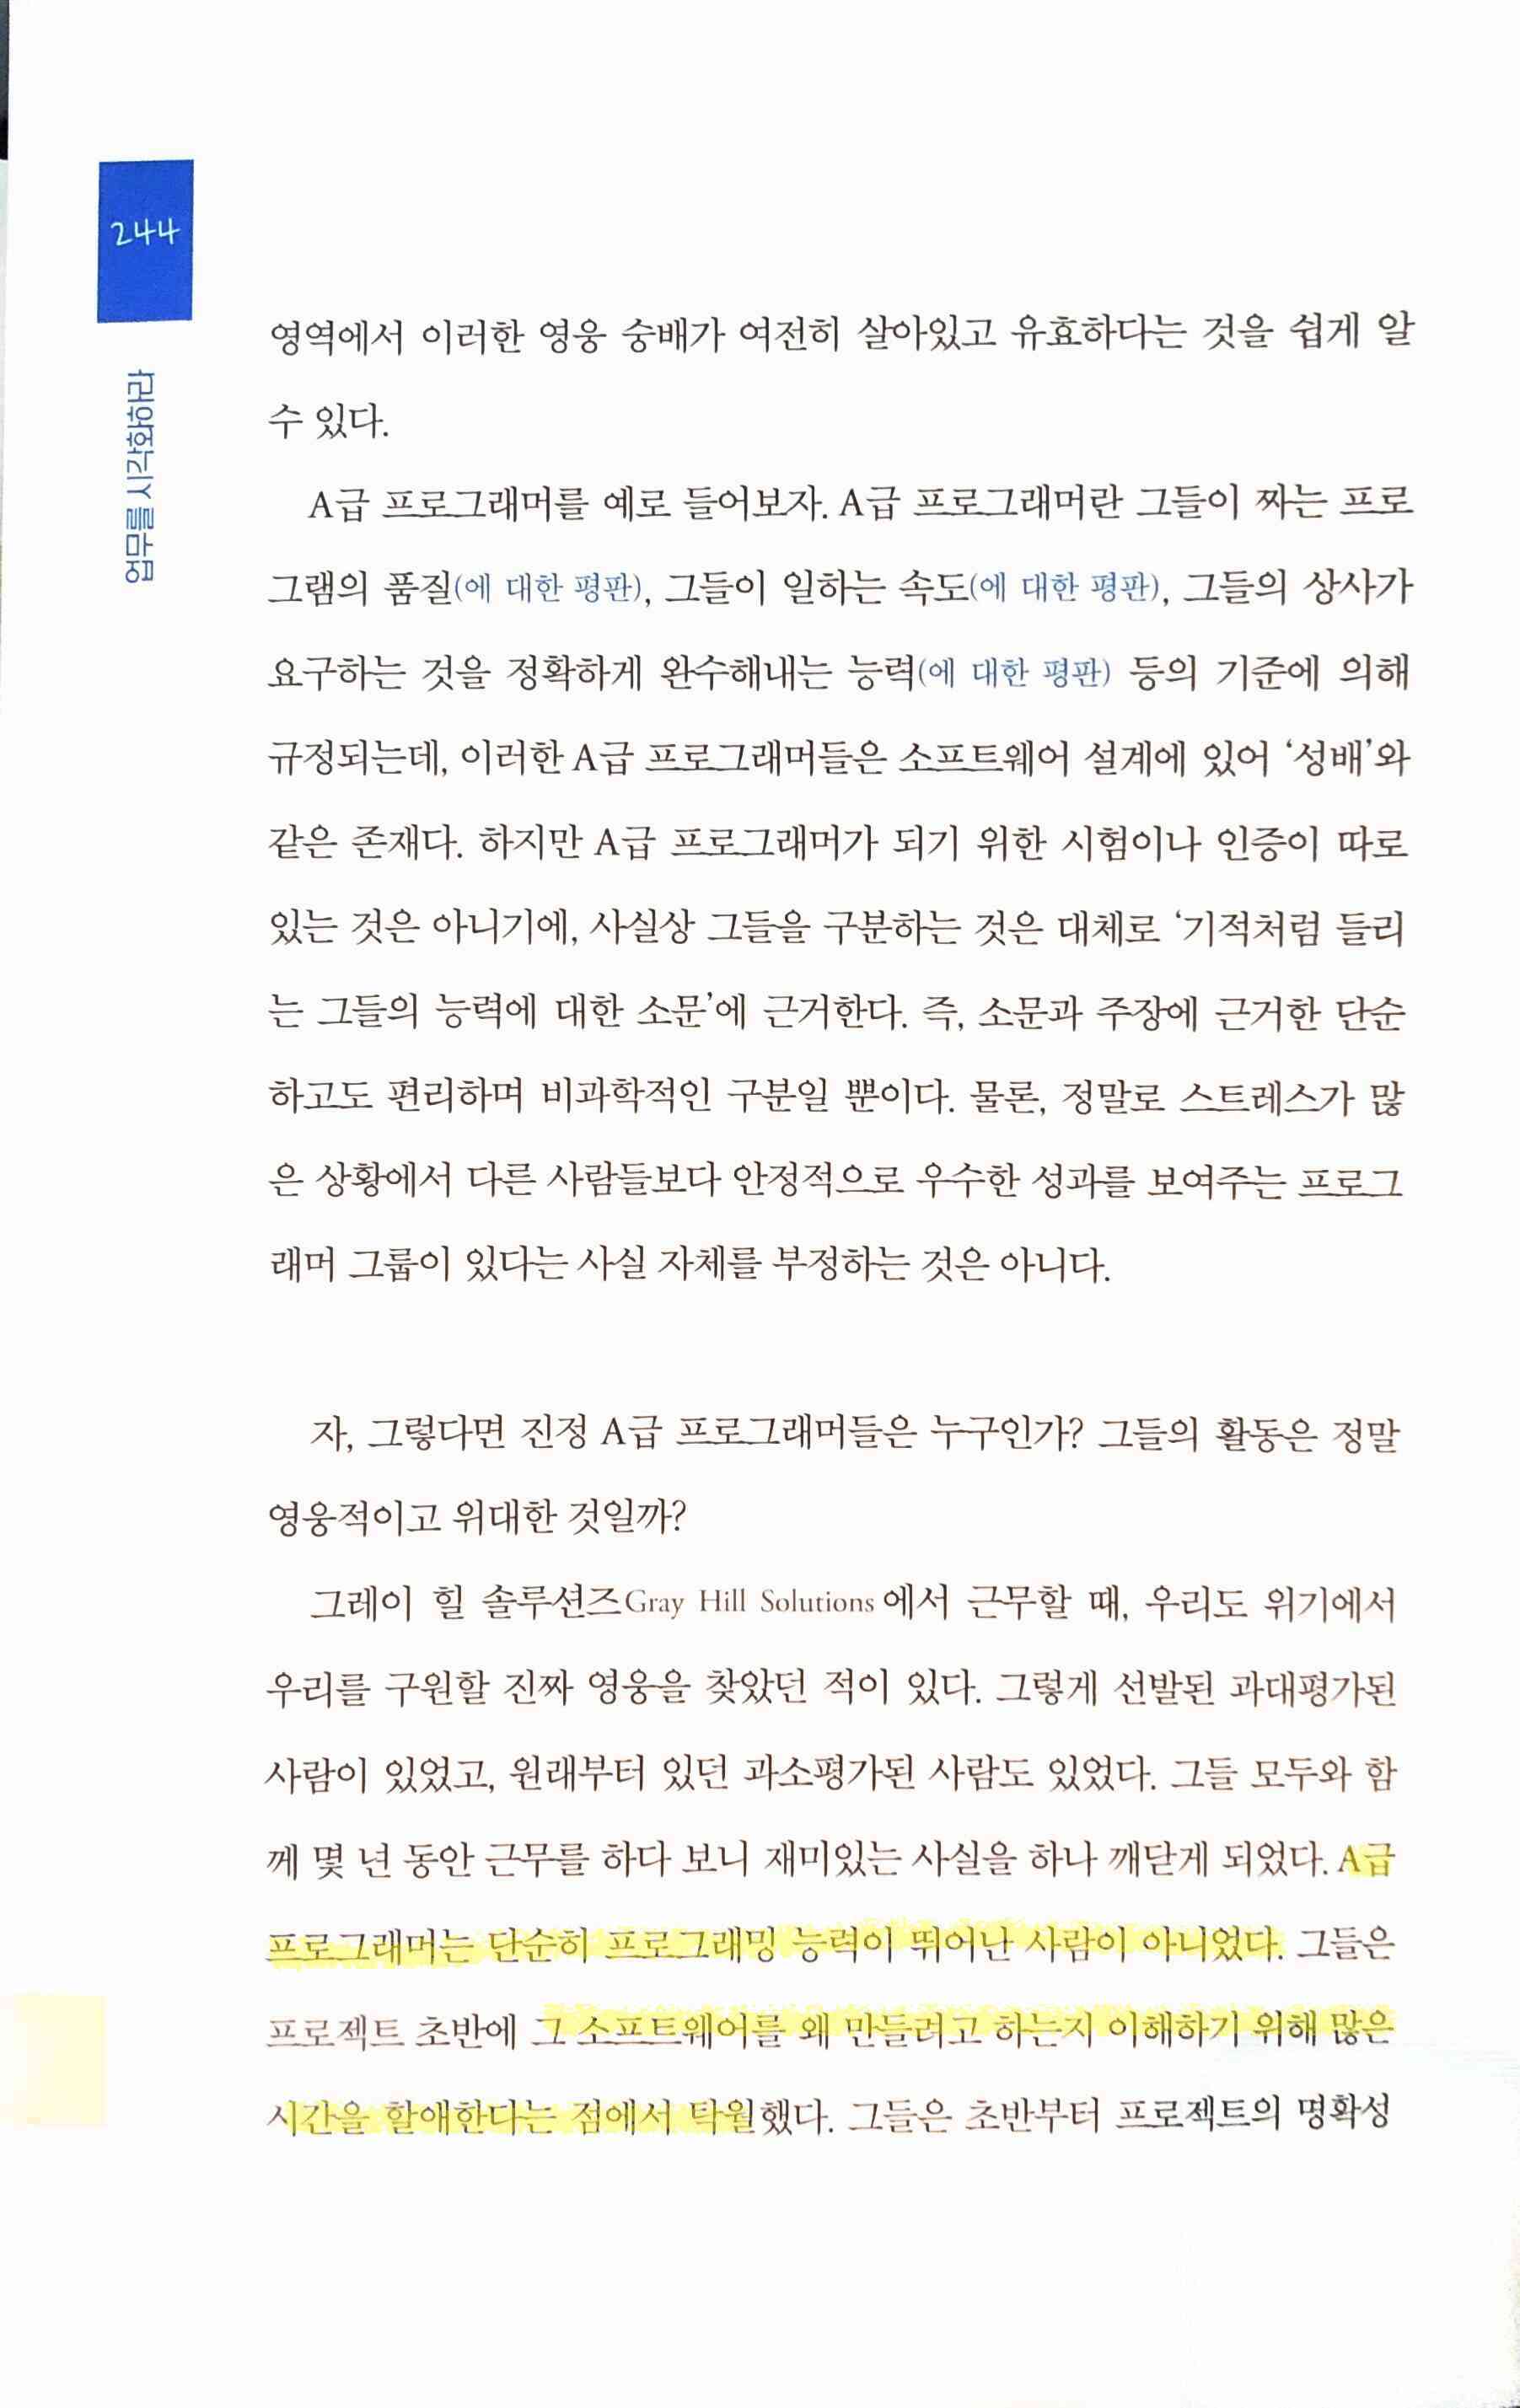 244
업무를 시각화하라
영역에서 이러한 영웅 숭배가 여전히 살아있고 유효하다는 것을 쉽게 알
수 있다.
A급 프로그래머를 예로 들어보자. A급 프로그래머란 그들이 짜는 프로
그램의 품질(에 대한 평판), 그들이 일하는 속도(에 대한 평판), 그들의 상사가
요구하는 것을 정확하게 완수해내는 능력(에 대한 평판) 등의 기준에 의해
규정되는데, 이러한 A급 프로그래머들은 소프트웨어 설계에 있어 ‘성배’와
같은 존재다. 하지만 A급 프로그래머가 되기 위한 시험이나 인증이 따로
있는 것은 아니기에, 사실상 그들을 구분하는 것은 대체로 ‘기적처럼 들리
는 그들의 능력에 대한 소문’에 근거한다. 즉, 소문과 주장에 근거한 단순
하고도 편리하며 비과학적인 구분일 뿐이다. 물론, 정말로 스트레스가 많
은 상황에서 다른 사람들보다 안정적으로 우수한 성과를 보여주는 프로그
래머 그룹이 있다는 사실 자체를 부정하는 것은 아니다.
자, 그렇다면 진정 A급 프로그래머들은 누구인가? 그들의 활동은 정말
영웅적이고 위대한 것일까?
그레이 힐 솔루션즈Gray Hill Solutions에서 근무할 때, 우리도 위기에서
우리를 구원할 진짜 영웅을 찾았던 적이 있다. 그렇게 선발된 과대평가된
사람이 있었고, 원래부터 있던 과소평가된 사람도 있었다. 그들 모두와 함
께 몇 년 동안 근무를 하다 보니 재미있는 사실을 하나 깨닫게 되었다. A급
프로그래머는 단순히 프로그래밍 능력이 뛰어난 사람이 아니었다. 그들은
프로젝트 초반에 그 소프트웨어를 왜 만들려고 하는지 이해하기 위해 많은
시간을 할애한다는 점에서 탁월했다. 그들은 초반부터 프로젝트의 명확성